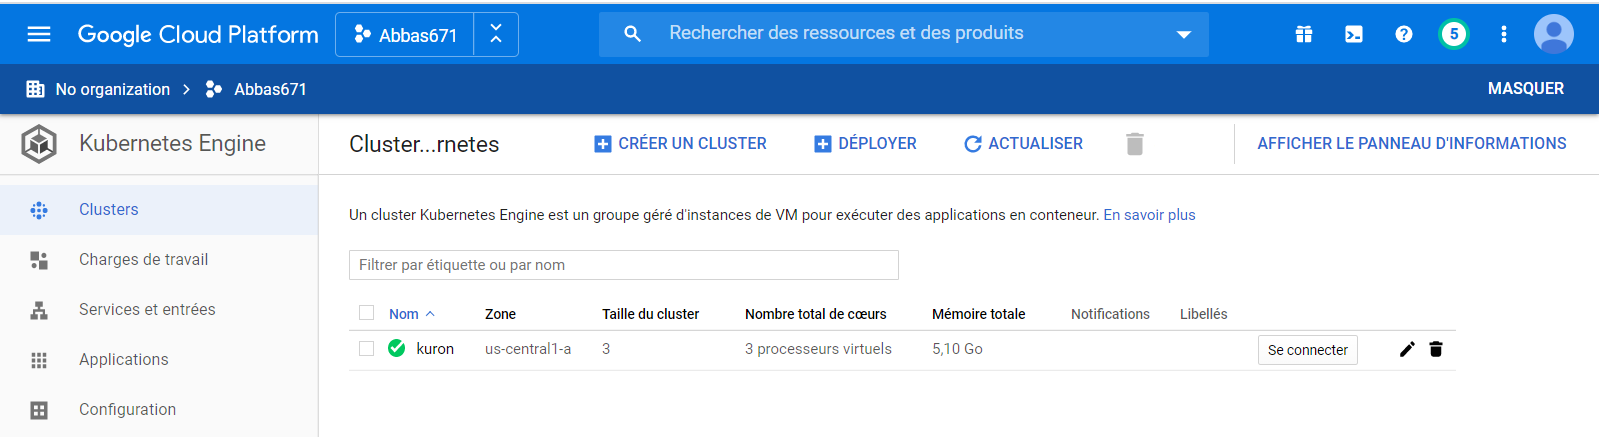 Google Cloud Platform Abbas671 Rechercher des ressources et des produits 5
No organization Abbas671 MASQUER
Kubernetes Engine Cluster...rnetes CRÉER UN CLUSTER DÉPLOYER ACTUALISER AFFICHER LE PANNEAU D'INFORMATIONS
Clusters
Charges de travail
Services et entrées
Applications
Configuration
Un cluster Kubernetes Engine est un groupe géré d'instances de VM pour exécuter des applications en conteneur. En savoir plus
Filtrer par étiquette ou par nom
Nom Zone Taille du cluster Nombre total de cœurs Mémoire totale Notifications Libellés
kuron us-central1-a 3 3 processeurs virtuels 5,10 Go Se connecter